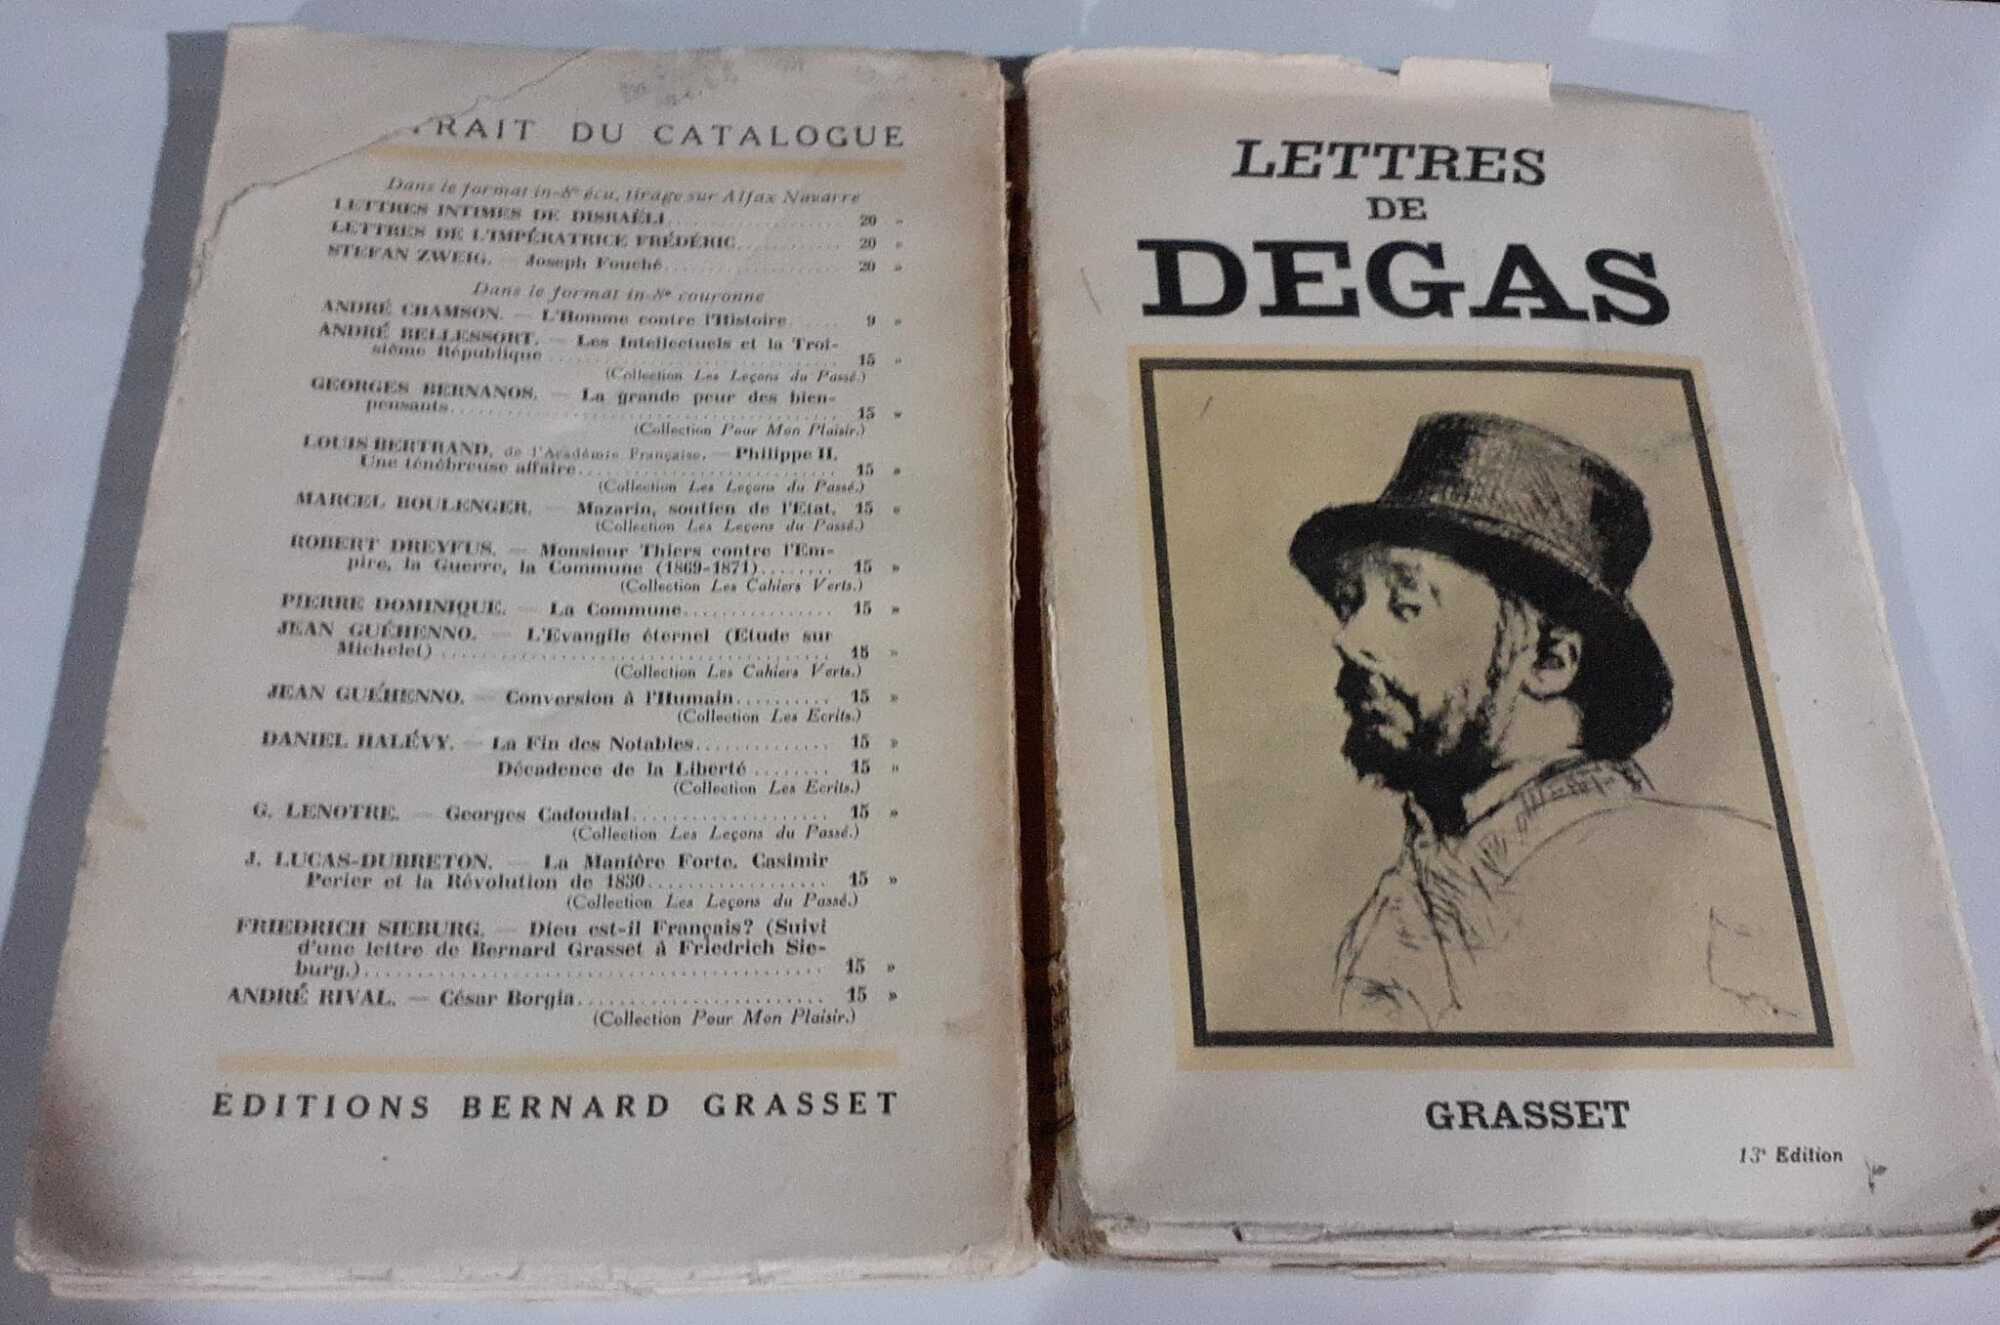 TRAIT DU CATALOGUE
Dans le format in-8° écu, tirage sur Alfax Navarre
LETTRES INTIMES DE DISRAËLI.......... 20 »
LETTRES DE L'IMPÉRATRICE FRÉDÉRIC.......... 20 »
STEFAN ZWEIG. — Joseph Fouché.......... 20 »
Dans le format in-8° couronne
ANDRÉ CHAMSON. — L'Homme contre l'Histoire...... 9 »
ANDRÉ BELLESSORT. — Les Intellectuels et la Troi-
sième République.......... 15 »
(Collection Les Leçons du Passé.)
GEORGES BERNANOS. — La grande peur des bien-
pensants.......... 15 »
(Collection Pour Mon Plaisir.)
LOUIS BERTRAND, de l'Académie Française. — Philippe II.
Une ténébreuse affaire.......... 15 »
(Collection Les Leçons du Passé.)
MARCEL BOULENGER. — Mazarin, soutien de l'Etat. 15 »
(Collection Les Leçons du Passé.)
ROBERT DREYFUS. — Monsieur Thiers contre l'Em-
pire, la Guerre, la Commune (1869-1871)........ 15 »
(Collection Les Cahiers Verts.)
PIERRE DOMINIQUE. — La Commune.......... 15 »
JEAN GUÉHENNO. — L'Evangile éternel (Etude sur
Michelet).......... 15 »
(Collection Les Cahiers Verts.)
JEAN GUÉHENNO. — Conversion à l'Humain.......... 15 »
(Collection Les Ecrits.)
DANIEL HALÉVY. — La Fin des Notables.......... 15 »
Décadence de la Liberté........ 15 »
(Collection Les Ecrits.)
G. LENOTRE. — Georges Cadoudal.......... 15 »
(Collection Les Leçons du Passé.)
J. LUCAS-DUBRETON. — La Manière Forte. Casimir
Perier et la Révolution de 1830.......... 15 »
(Collection Les Leçons du Passé.)
FRIEDRICH SIEBURG. — Dieu est-il Français? (Suivi
d'une lettre de Bernard Grasset à Friedrich Sie-
burg.).......... 15 »
ANDRÉ RIVAL. — César Borgia.......... 15 »
(Collection Pour Mon Plaisir.)
EDITIONS BERNARD GRASSET
LETTRES
DE
DEGAS
GRASSET
13e Edition